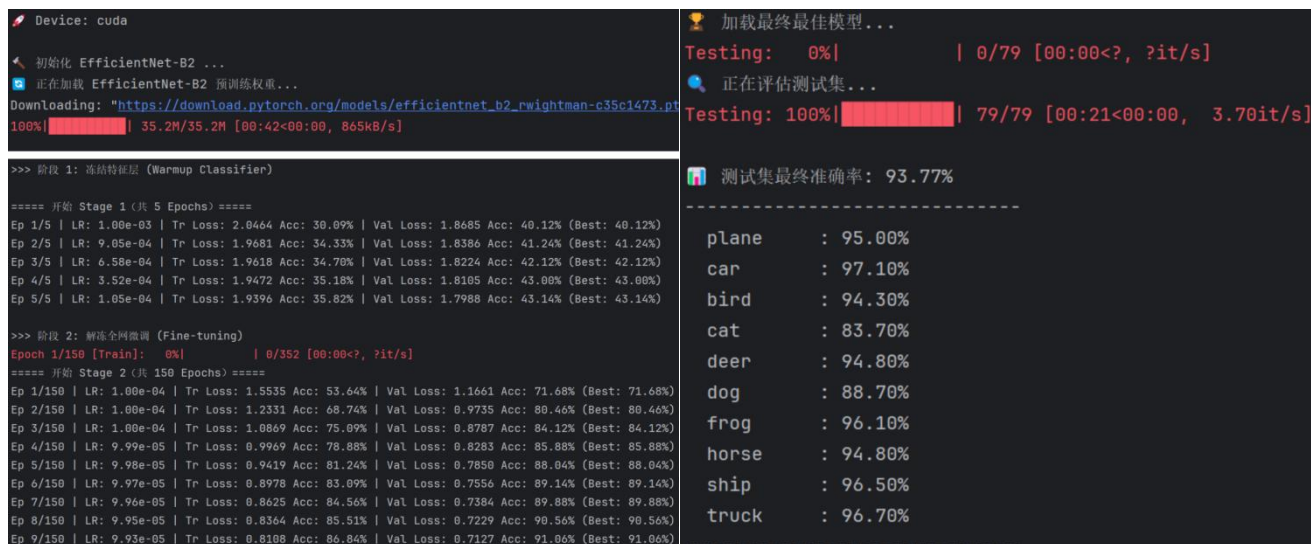 🚀 Device: cuda
🔨 初始化 EfficientNet-B2 ...
🔄 正在加载 EfficientNet-B2 预训练权重...
Downloading: "https://download.pytorch.org/models/efficientnet_b2_rwightman-c35c1473.pt
100%|██████████| 35.2M/35.2M [00:42<00:00, 865kB/s]
>>> 阶段 1: 冻结特征层 (Warmup Classifier)
===== 开始 Stage 1（共 5 Epochs）=====
Ep 1/5 | LR: 1.00e-03 | Tr Loss: 2.0464 Acc: 30.09% | Val Loss: 1.8685 Acc: 40.12% (Best: 40.12%)
Ep 2/5 | LR: 9.05e-04 | Tr Loss: 1.9681 Acc: 34.33% | Val Loss: 1.8386 Acc: 41.24% (Best: 41.24%)
Ep 3/5 | LR: 6.58e-04 | Tr Loss: 1.9618 Acc: 34.70% | Val Loss: 1.8224 Acc: 42.12% (Best: 42.12%)
Ep 4/5 | LR: 3.52e-04 | Tr Loss: 1.9472 Acc: 35.18% | Val Loss: 1.8105 Acc: 43.00% (Best: 43.00%)
Ep 5/5 | LR: 1.05e-04 | Tr Loss: 1.9396 Acc: 35.82% | Val Loss: 1.7988 Acc: 43.14% (Best: 43.14%)
>>> 阶段 2: 解冻全网微调 (Fine-tuning)
Epoch 1/150 [Train]:   0%|          | 0/352 [00:00<?, ?it/s]
===== 开始 Stage 2（共 150 Epochs）=====
Ep 1/150 | LR: 1.00e-04 | Tr Loss: 1.5535 Acc: 53.64% | Val Loss: 1.1661 Acc: 71.68% (Best: 71.68%)
Ep 2/150 | LR: 1.00e-04 | Tr Loss: 1.2331 Acc: 68.74% | Val Loss: 0.9735 Acc: 80.46% (Best: 80.46%)
Ep 3/150 | LR: 1.00e-04 | Tr Loss: 1.0869 Acc: 75.09% | Val Loss: 0.8787 Acc: 84.12% (Best: 84.12%)
Ep 4/150 | LR: 9.99e-05 | Tr Loss: 0.9969 Acc: 78.88% | Val Loss: 0.8283 Acc: 85.88% (Best: 85.88%)
Ep 5/150 | LR: 9.98e-05 | Tr Loss: 0.9419 Acc: 81.24% | Val Loss: 0.7850 Acc: 88.04% (Best: 88.04%)
Ep 6/150 | LR: 9.97e-05 | Tr Loss: 0.8978 Acc: 83.09% | Val Loss: 0.7556 Acc: 89.14% (Best: 89.14%)
Ep 7/150 | LR: 9.96e-05 | Tr Loss: 0.8625 Acc: 84.56% | Val Loss: 0.7384 Acc: 89.88% (Best: 89.88%)
Ep 8/150 | LR: 9.95e-05 | Tr Loss: 0.8364 Acc: 85.51% | Val Loss: 0.7229 Acc: 90.56% (Best: 90.56%)
Ep 9/150 | LR: 9.93e-05 | Tr Loss: 0.8108 Acc: 86.84% | Val Loss: 0.7127 Acc: 91.06% (Best: 91.06%)
🏆 加载最终最佳模型...
Testing:   0%|          | 0/79 [00:00<?, ?it/s]
🔍 正在评估测试集...
Testing: 100%|██████████| 79/79 [00:21<00:00,  3.70it/s]
📊 测试集最终准确率: 93.77%
------------------------------
plane      : 95.00%
car        : 97.10%
bird       : 94.30%
cat        : 83.70%
deer       : 94.80%
dog        : 88.70%
frog       : 96.10%
horse      : 94.80%
ship       : 96.50%
truck      : 96.70%